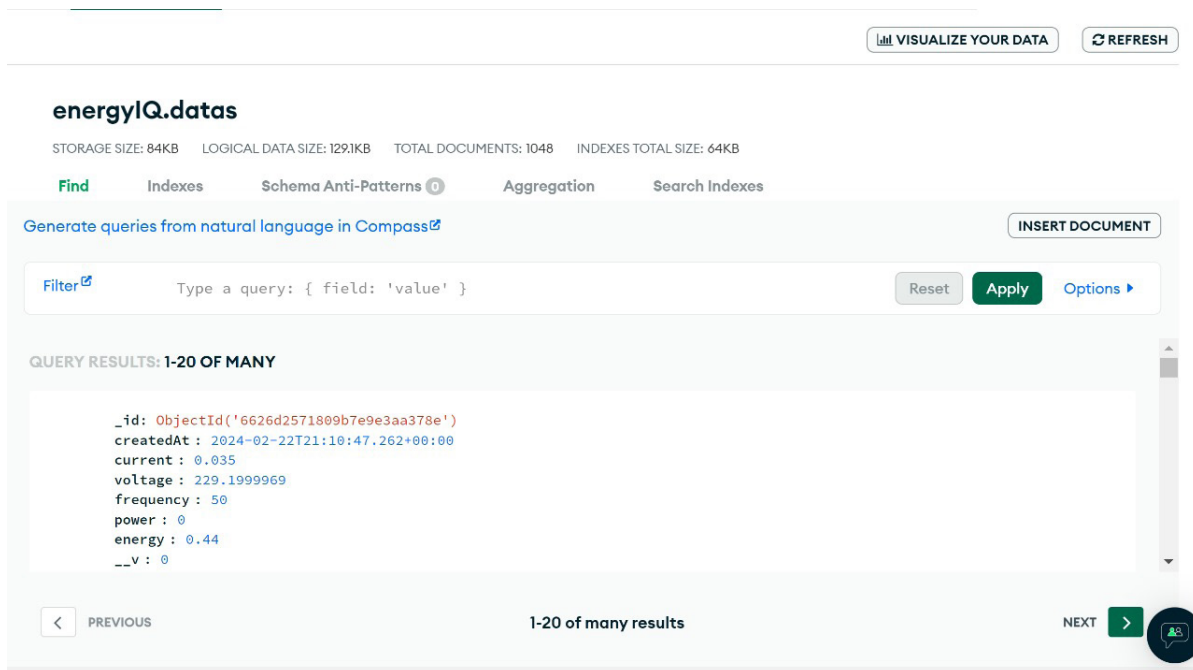 VISUALIZE YOUR DATA REFRESH
energyIQ.datas
STORAGE SIZE: 84KB LOGICAL DATA SIZE: 129.1KB TOTAL DOCUMENTS: 1048 INDEXES TOTAL SIZE: 64KB
Find Indexes Schema Anti-Patterns 0 Aggregation Search Indexes
Generate queries from natural language in Compass INSERT DOCUMENT
Filter Type a query: { field: 'value' } Reset Apply Options
QUERY RESULTS: 1-20 OF MANY
_id: ObjectId('6626d2571809b7e9e3aa378e')
createdAt : 2024-02-22T21:10:47.262+00:00
current : 0.035
voltage : 229.1999969
frequency : 50
power : 0
energy : 0.44
__v : 0
PREVIOUS 1-20 of many results NEXT